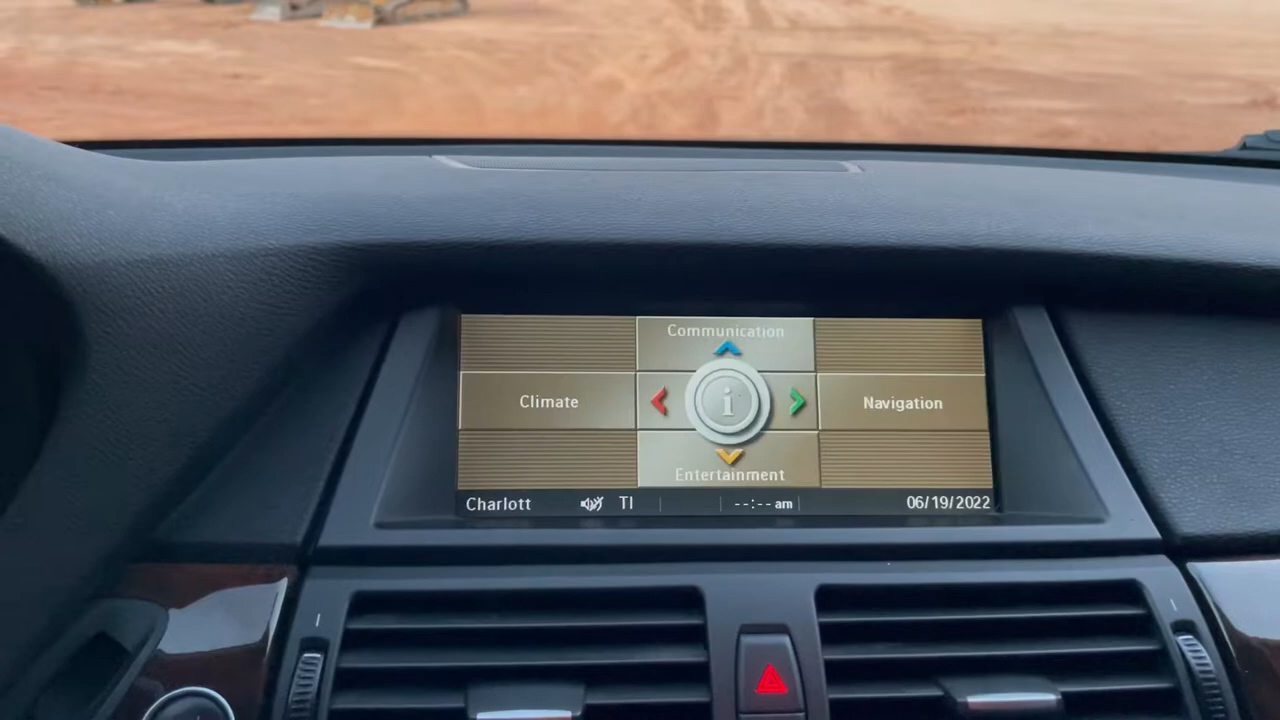 Communication
Climate
i
Navigation
Entertainment
Charlott TI --:-- am 06/19/2022